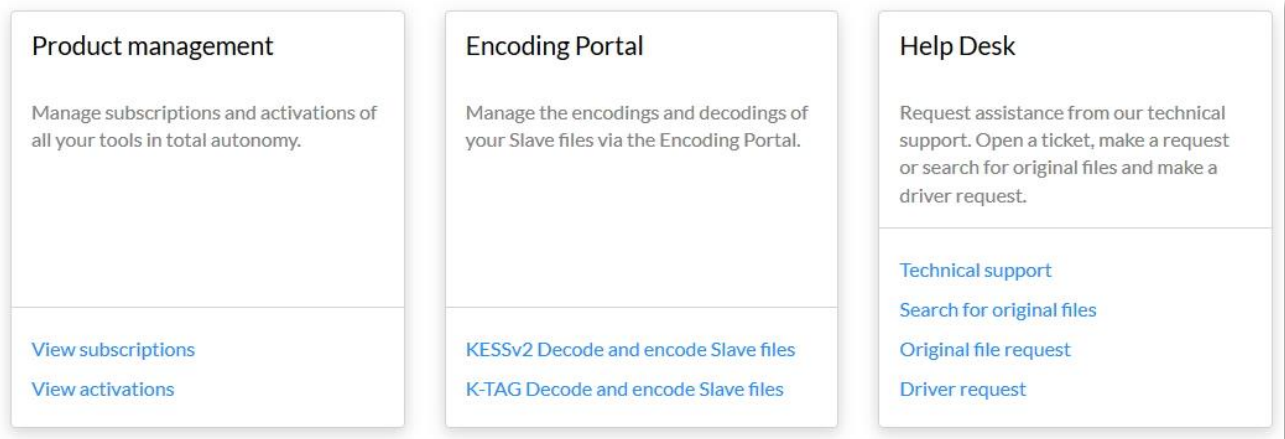 Product management
Manage subscriptions and activations of
all your tools in total autonomy.
View subscriptions
View activations
Encoding Portal
Manage the encodings and decodings of
your Slave files via the Encoding Portal.
KESSv2 Decode and encode Slave files
K-TAG Decode and encode Slave files
Help Desk
Request assistance from our technical
support. Open a ticket, make a request
or search for original files and make a
driver request.
Technical support
Search for original files
Original file request
Driver request